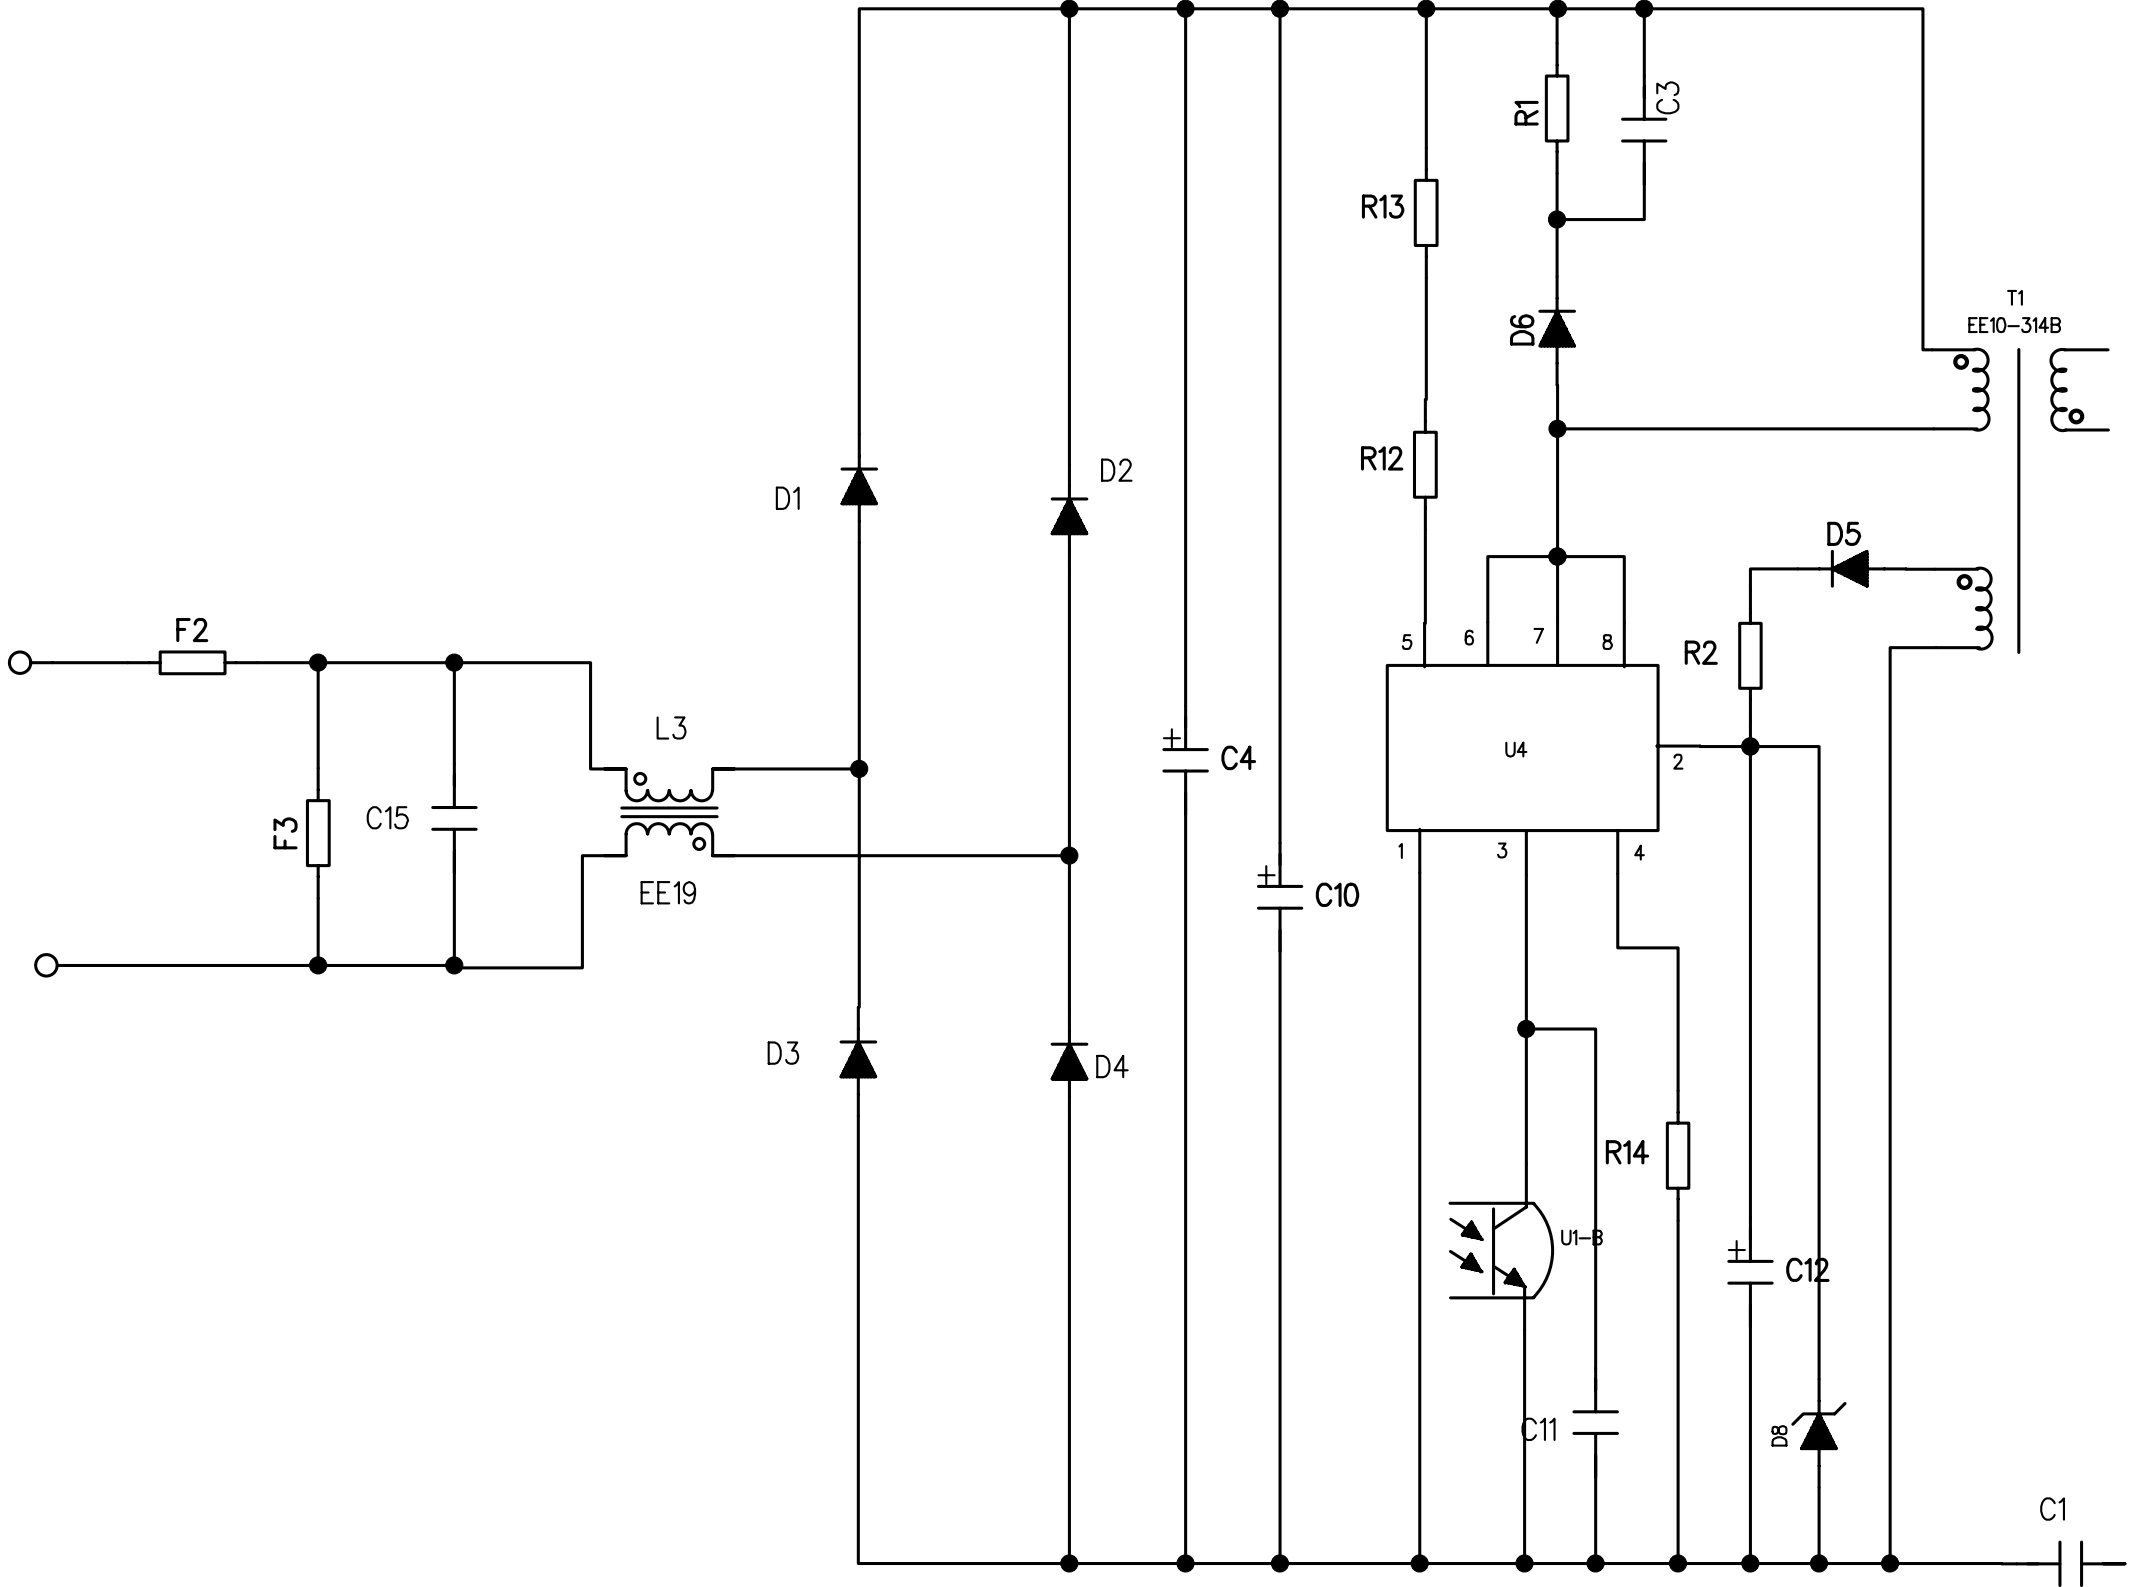 R1
C3
R13
T1
EE10-314B
D6
R12
D2
D1
D5
F2
5
6
7
8
R2
L3
U4
2
C4
C15
F3
1
3
4
EE19
C10
D3
D4
R14
U1-B
C12
C11
D8
C1
+
+
+